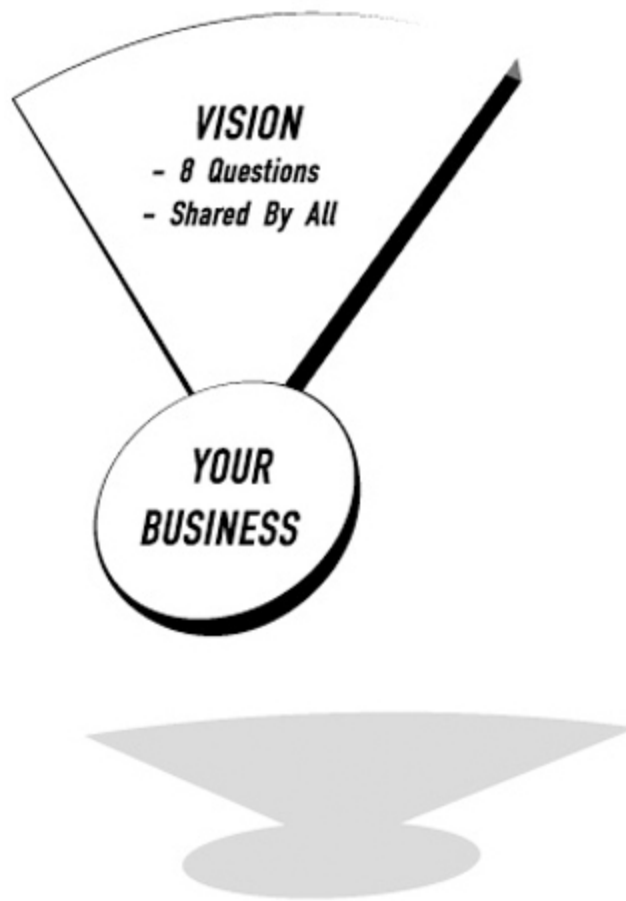 VISION
- 8 Questions
- Shared By All
YOUR
BUSINESS